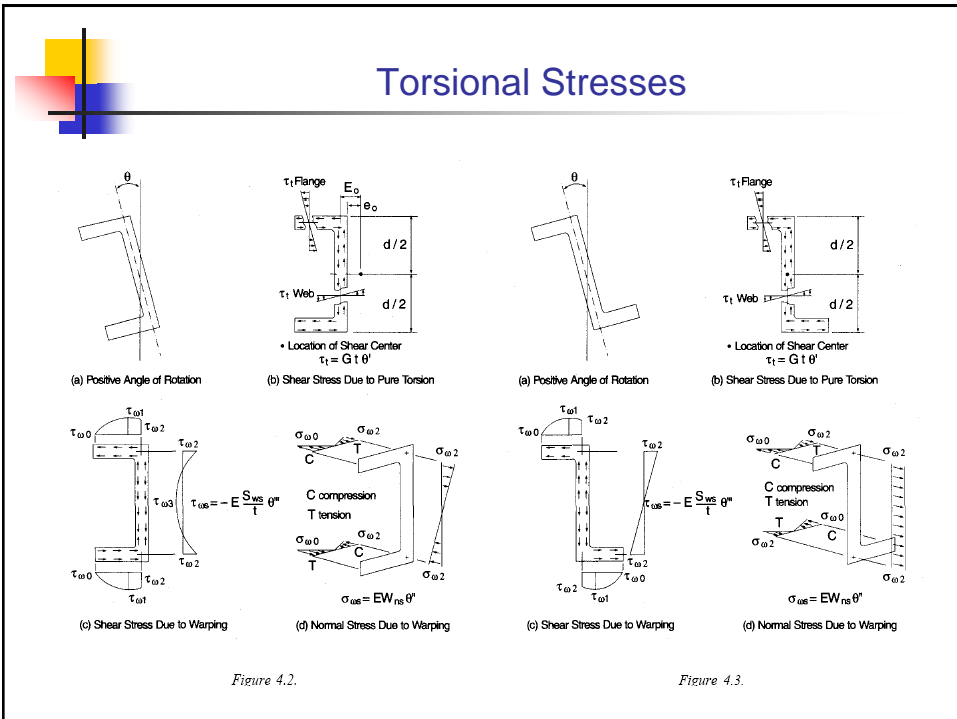 Torsional Stresses
θ
τt Flange
Eo
eo
d / 2
τt Web
d / 2
• Location of Shear Center
τt = G t θ'
(a) Positive Angle of Rotation
(b) Shear Stress Due to Pure Torsion
θ
τt Flange
d / 2
τt Web
d / 2
• Location of Shear Center
τt = G t θ'
(a) Positive Angle of Rotation
(b) Shear Stress Due to Pure Torsion
τω1
τω0
τω2
τω2
τω3
τωs = – E Sws/t θ'''
τω2
τω0
τω2
τω1
(c) Shear Stress Due to Warping
σω0
σω2
T
C
σω2
C compression
T tension
σω0
σω2
C
T
σω2
σωs = EWns θ''
(d) Normal Stress Due to Warping
τω1
τω0
τω2
τω2
τωs = – E Sws/t θ'''
τω2
τω0
τω2
τω1
(c) Shear Stress Due to Warping
σω0
σω2
T
C
σω2
C compression
T tension
T
σω0
σω2
C
σω2
σωs = EWns θ''
(d) Normal Stress Due to Warping
Figure 4.2.
Figure 4.3.